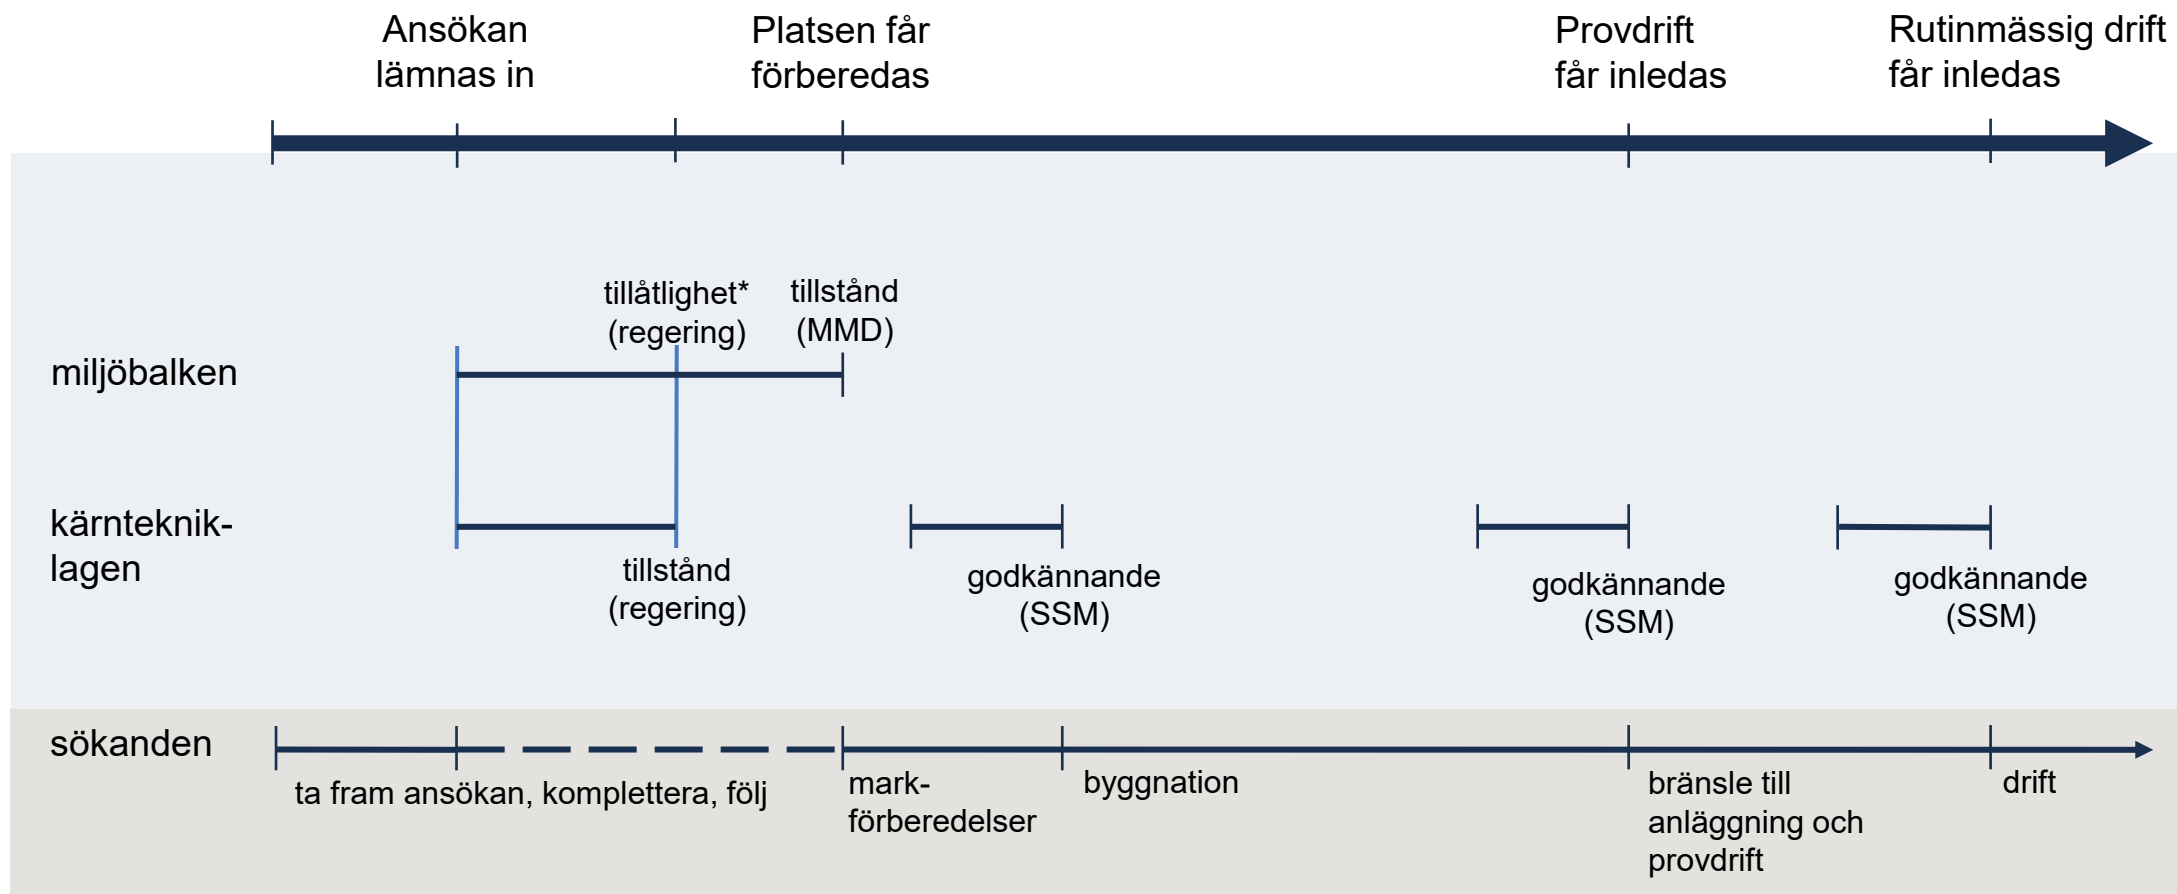 Ansökan
lämnas in
Platsen får
förberedas
Provdrift
får inledas
Rutinmässig drift
får inledas
tillåtlighet*
(regering)
tillstånd
(MMD)
miljöbalken
kärnteknik-
lagen
tillstånd
(regering)
godkännande
(SSM)
godkännande
(SSM)
godkännande
(SSM)
sökanden
ta fram ansökan, komplettera, följ
mark-
förberedelser
byggnation
bränsle till
anläggning och
provdrift
drift